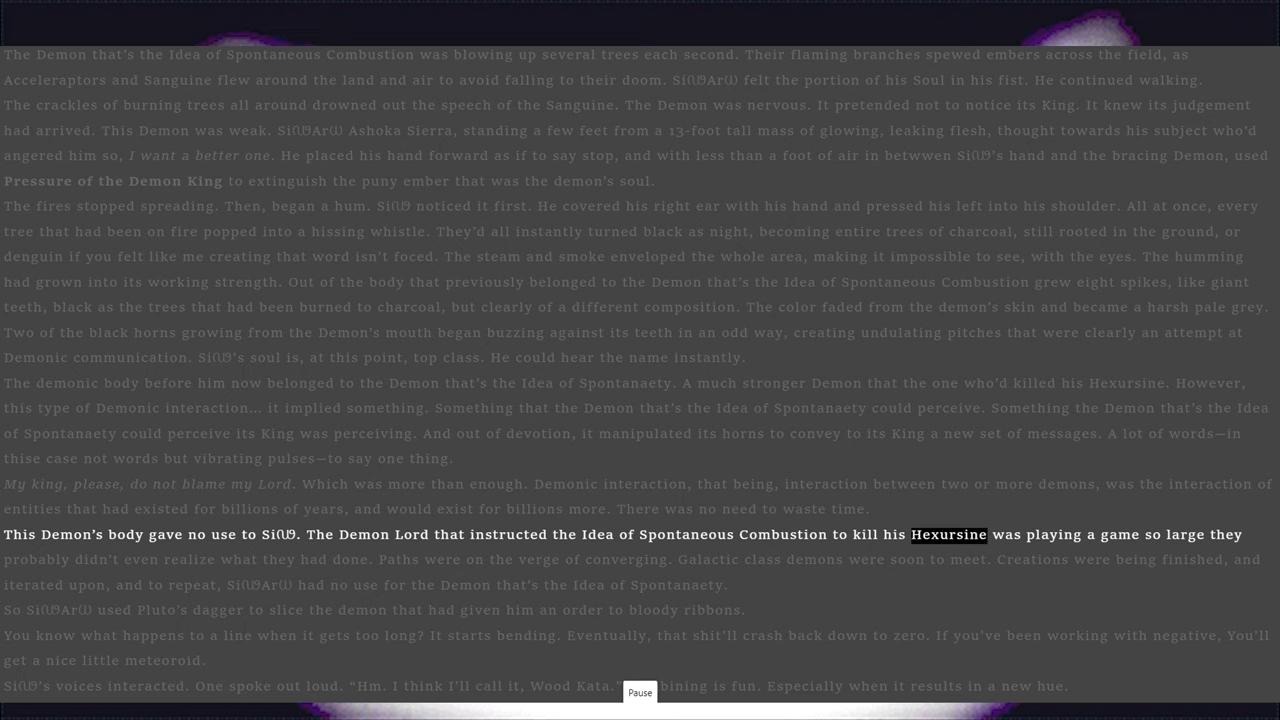 The Demon that's the Idea of Spontaneous Combustion was blowing up several trees each second. Their flaming branches spewed embers across the field, as
Acceleraptors and Sanguine flew around the land and air to avoid falling to their doom. felt the portion of his Soul in his fist. He continued walking.
The crackles of burning trees all around drowned out the speech of the Sanguine. The Demon was nervous. It pretended not to notice its King. It knew its judgement
had arrived. This Demon was weak. Ashoka Sierra, standing a few feet from a 13-foot tall mass of glowing, leaking flesh, thought towards his subject who'd
angered him so, I want a better one. He placed his hand forward as if to say stop, and with less than a foot of air in betwwen hand and the bracing Demon, used
Pressure of the Demon King to extinguish the puny ember that was the demon's soul.
The fires stopped spreading. Then, began a hum. noticed it first. He covered his right ear with his hand and pressed his left into his shoulder. All at once, every
tree that had been on fire popped into a hissing whistle. They'd all instantly turned black as night, becoming entire trees of charcoal, still rooted in the ground, or
denguin if you felt like me creating that word isn't foced. The steam and smoke enveloped the whole area, making it impossible to see, with the eyes. The humming
had grown into its working strength. Out of the body that previously belonged to the Demon that's the Idea of Spontaneous Combustion grew eight spikes, like giant
teeth, black as the trees that had been burned to charcoal, but clearly of a different composition. The color faded from the demon's skin and became a harsh pale grey.
Two of the black horns growing from the Demon's mouth began buzzing against its teeth in an odd way, creating undulating pitches that were clearly an attempt at
Demonic communication. soul is, at this point, top class. He could hear the name instantly.
The demonic body before him now belonged to the Demon that's the Idea of Spontanaety. A much stronger Demon that the one who'd killed his Hexursine. However,
this type of Demonic interaction... it implied something. Something that the Demon that's the Idea of Spontanaety could perceive. Something the Demon that's the Idea
of Spontanaety could perceive its King was perceiving. And out of devotion, it manipulated its horns to convey to its King a new set of messages. A lot of words—in
thise case not words but vibrating pulses—to say one thing.
My king, please, do not blame my Lord. Which was more than enough. Demonic interaction, that being, interaction between two or more demons, was the interaction of
entities that had existed for billions of years, and would exist for billions more. There was no need to waste time.
This Demon's body gave no use to The Demon Lord that instructed the Idea of Spontaneous Combustion to kill his Hexursine was playing a game so large they
probably didn't even realize what they had done. Paths were on the verge of converging. Galactic class demons were soon to meet. Creations were being finished, and
iterated upon, and to repeat, had no use for the Demon that's the Idea of Spontanaety.
So used Pluto's dagger to slice the demon that had given him an order to bloody ribbons.
You know what happens to a line when it gets too long? It starts bending. Eventually, that shit'll crash back down to zero. If you've been working with negative, You'll
get a nice little meteoroid.
voices interacted. One spoke out loud. "Hm. I think I'll call it, Wood Kata." bining is fun. Especially when it results in a new hue.
Pause